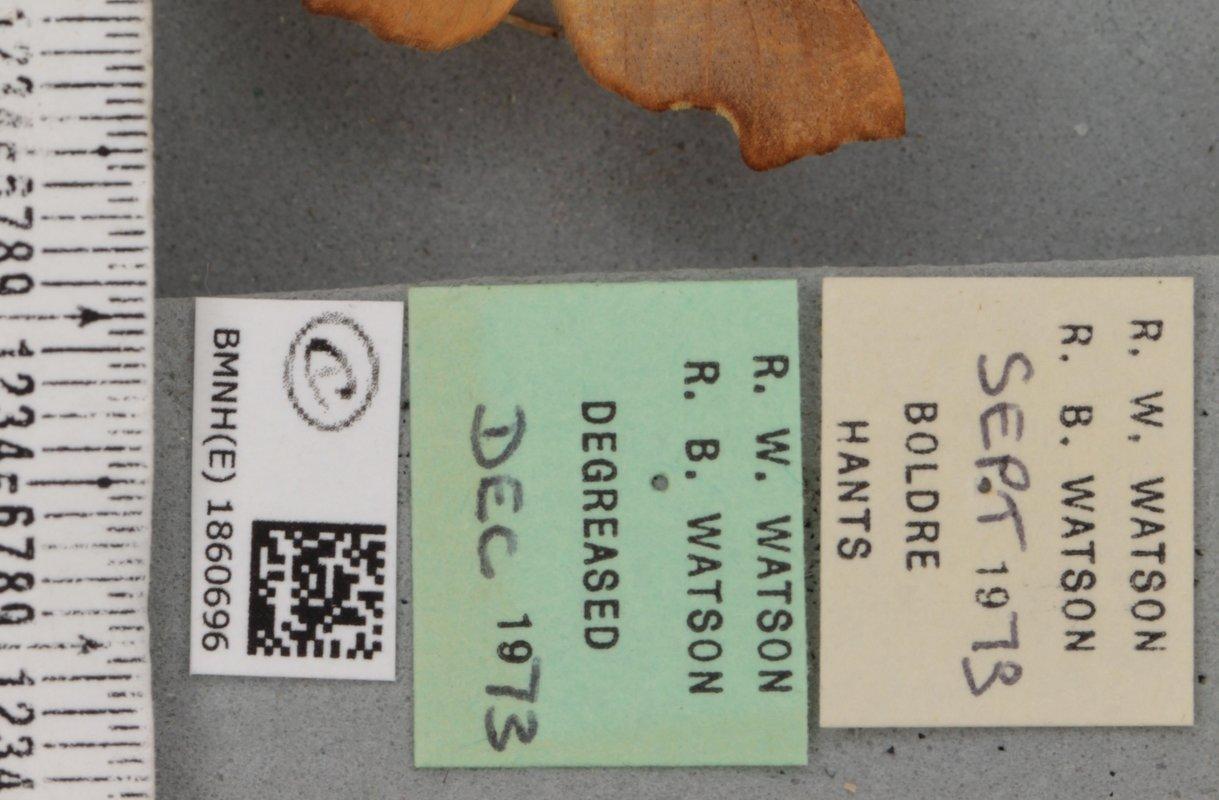 R. W. WATSON
R. B. WATSON
SEPT 1973
BOLDRE
HANTS
R. W. WATSON
R. B. WATSON
DEGREASED
DEC 1973
©
BMNH(E) 1860696